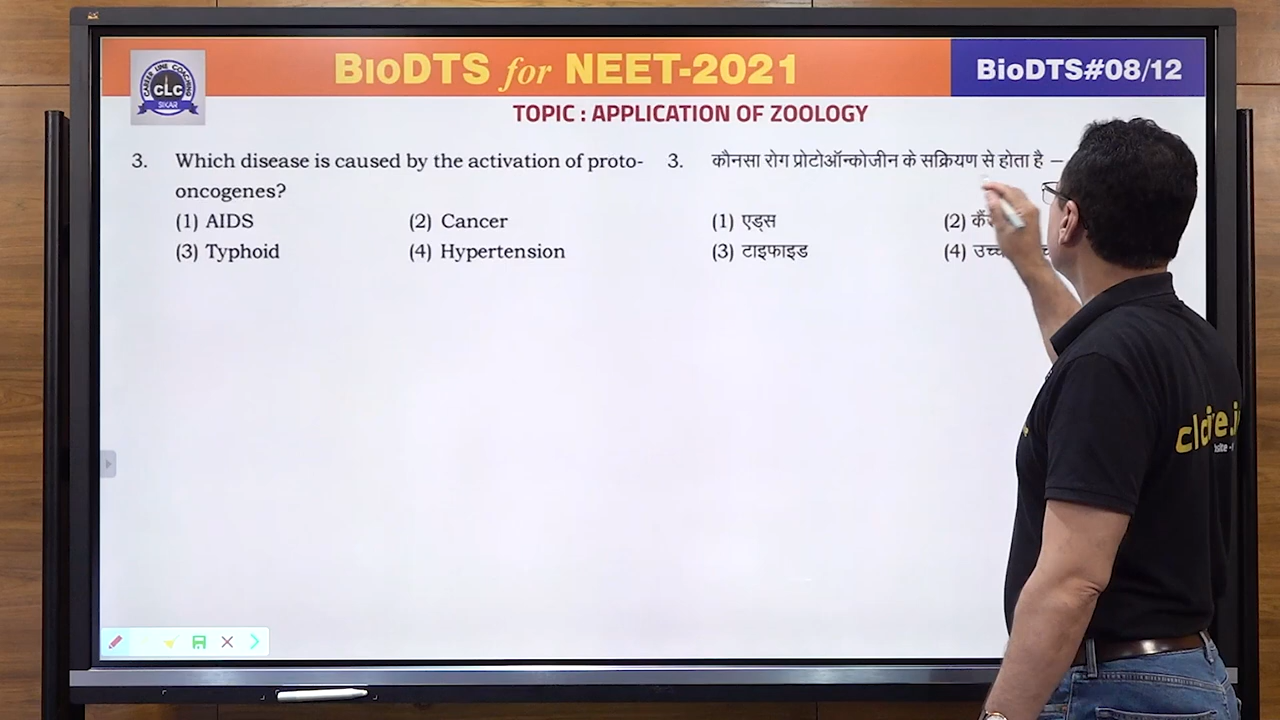 BIODTS for NEET-2021
BIODTS#08/12
CAREER LINE COACHING
CLC
SIKAR
TOPIC : APPLICATION OF ZOOLOGY
3. Which disease is caused by the activation of proto-
oncogenes?
(1) AIDS (2) Cancer
(3) Typhoid (4) Hypertension
3. कौनसा रोग प्रोटोऑन्कोजीन के सक्रियण से होता है –
(1) एड्स (2)
(3) टाइफाइड (4)